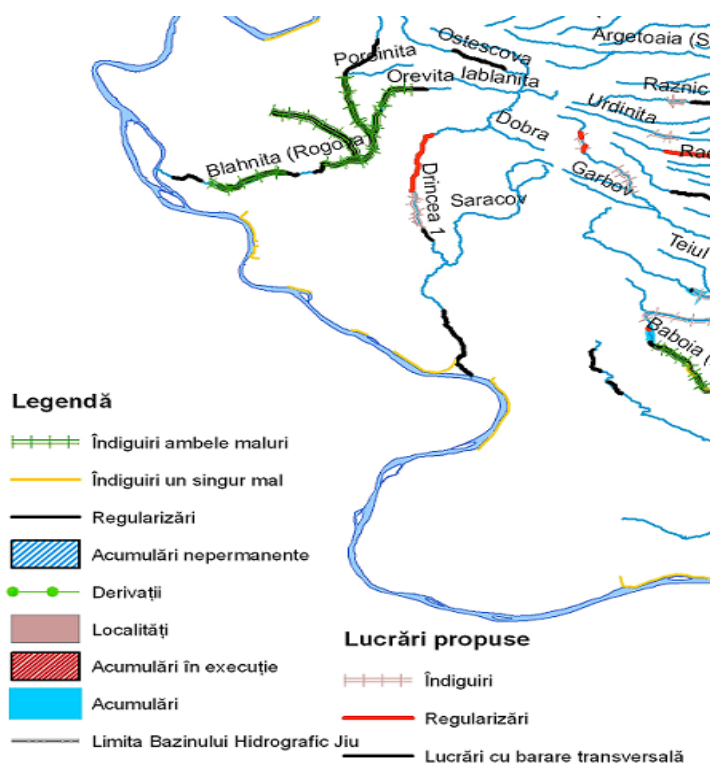 Ostescova
Argetoaia (S
Porcinita
Orevita
Iablanita
Raznic
Urdinita
Dobra
Blahnita (Rogova
Rac
Drincea 1
Garbov
Saracov
Teiul
Baboia (
Legendă
Îndiguiri ambele maluri
Îndiguiri un singur mal
Regularizări
Acumulări nepermanente
Derivații
Localități
Acumulări în execuție
Acumulări
Limita Bazinului Hidrografic Jiu
Lucrări propuse
Îndiguiri
Regularizări
Lucrări cu barare transversală